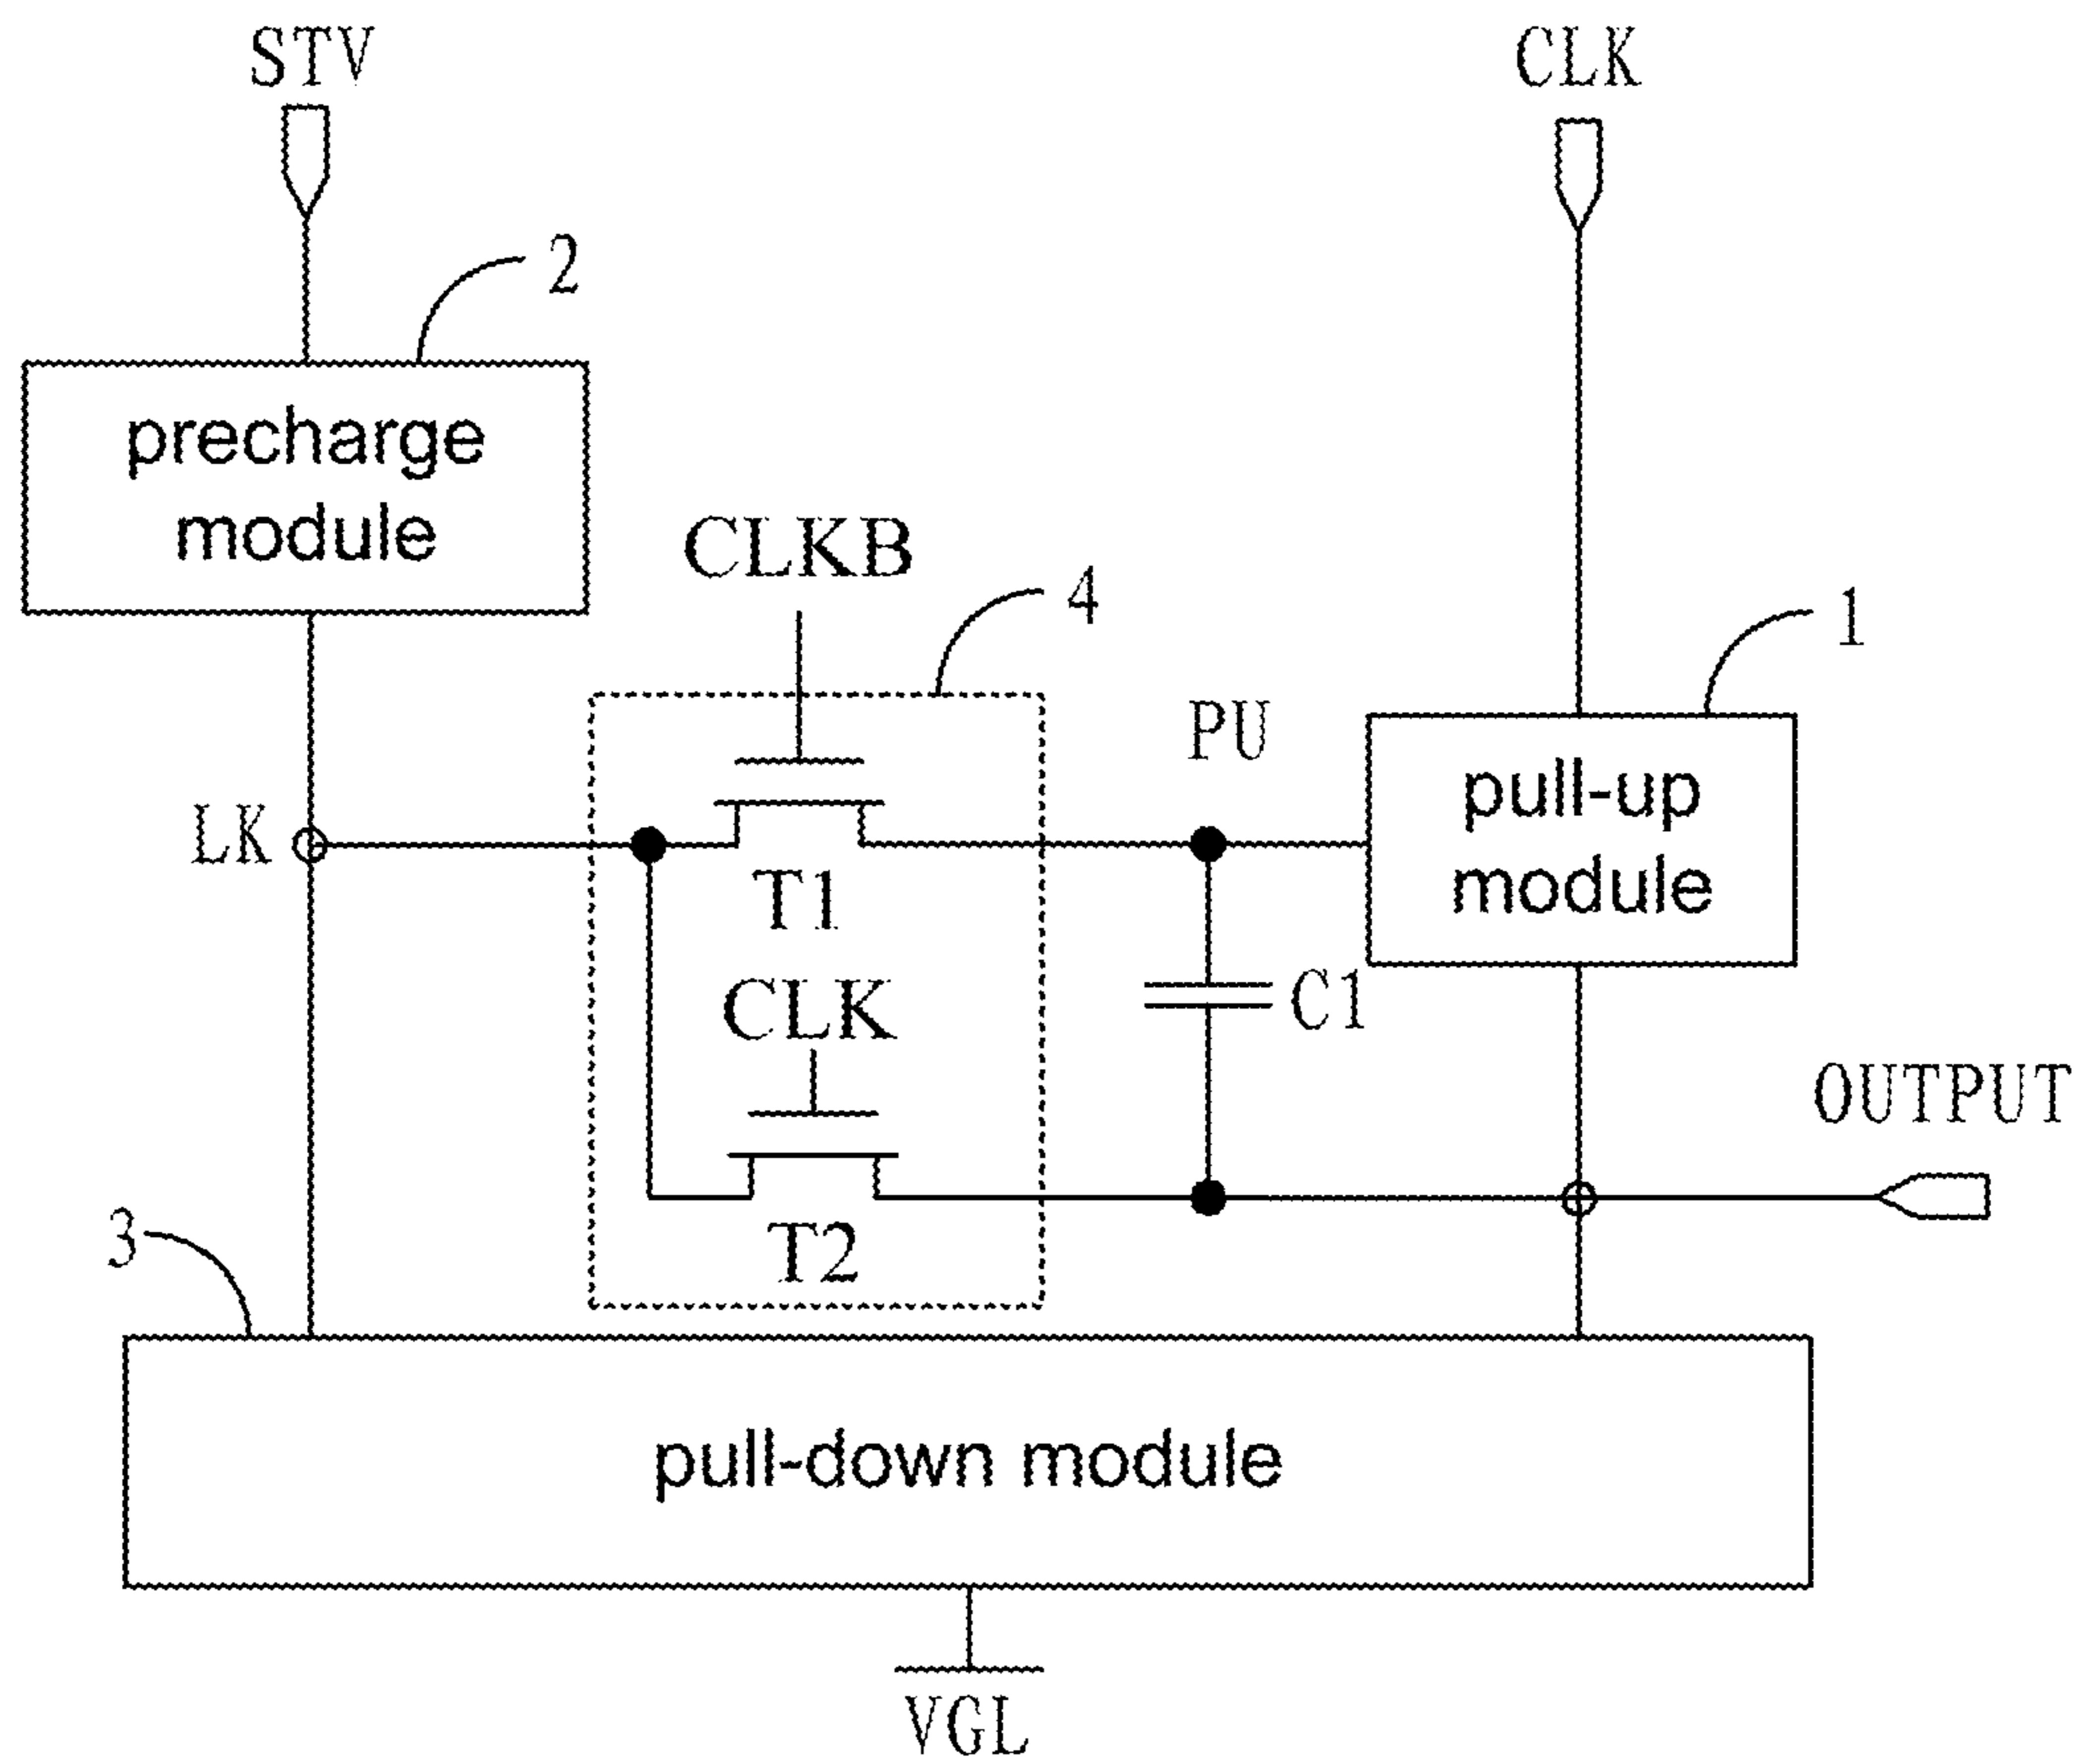 STV
CLK
2
precharge
module
CLKB
4
1
PU
pull-up
module
LK
T1
CLK
C1
OUTPUT
3
T2
pull-down module
VGL